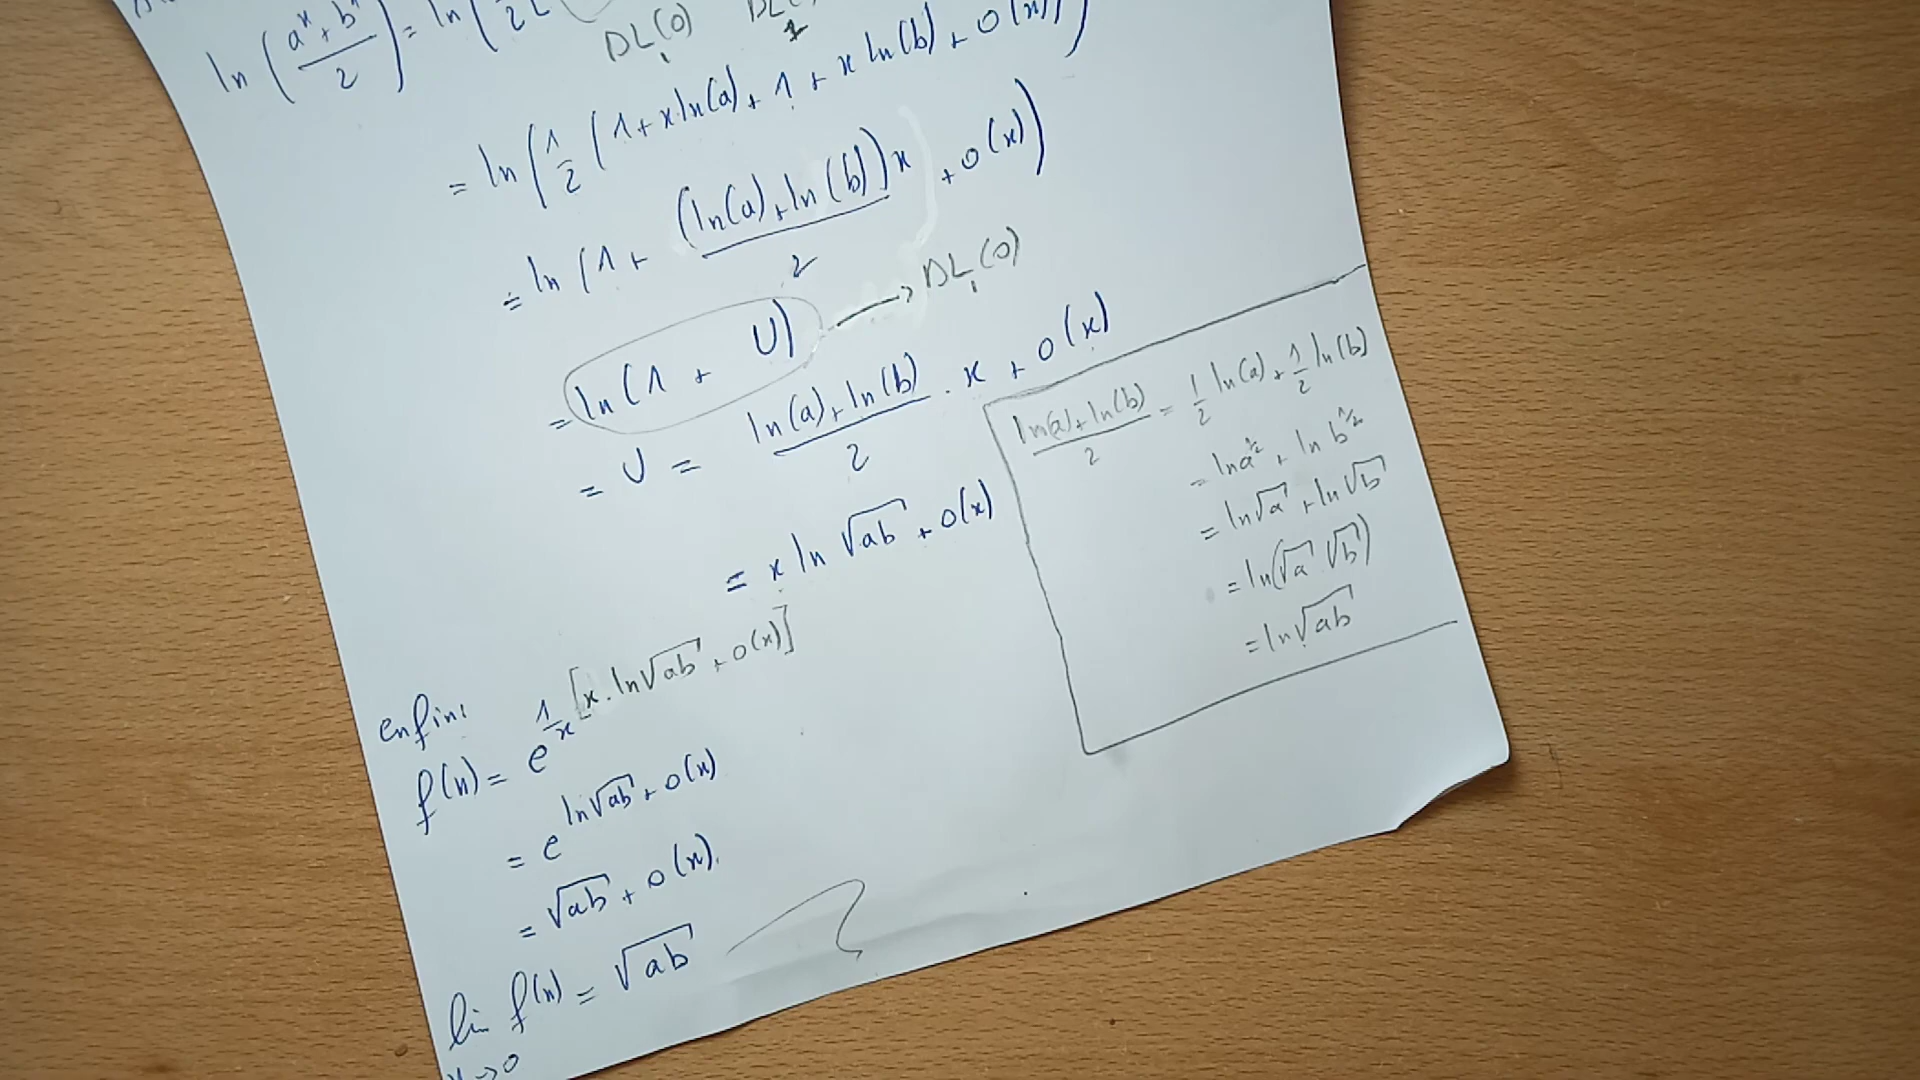 ln(a^x + b^x / 2) = ln(1/2
DL₁(0) DL₁
= ln(1/2(1 + x ln(a) + 1 + x ln(b) + o(x)))
= ln(1 + (ln(a) + ln(b))x / 2 + o(x))
= ln(1 + U) → DL₁(0)
= U = ln(a) + ln(b) / 2 . x + o(x)
= x ln √ab + o(x)
ln(a) + ln(b) / 2 = 1/2 ln(a) + 1/2 ln(b)
= ln a^1/2 + ln b^1/2
= ln √a + ln √b
= ln(√a √b)
= ln √ab
enfin:
f(x) = e^1/x [x . ln √ab + o(x)]
= e^ln √ab + o(x)
= √ab + o(x).
lim f(x) = √ab
x → 0